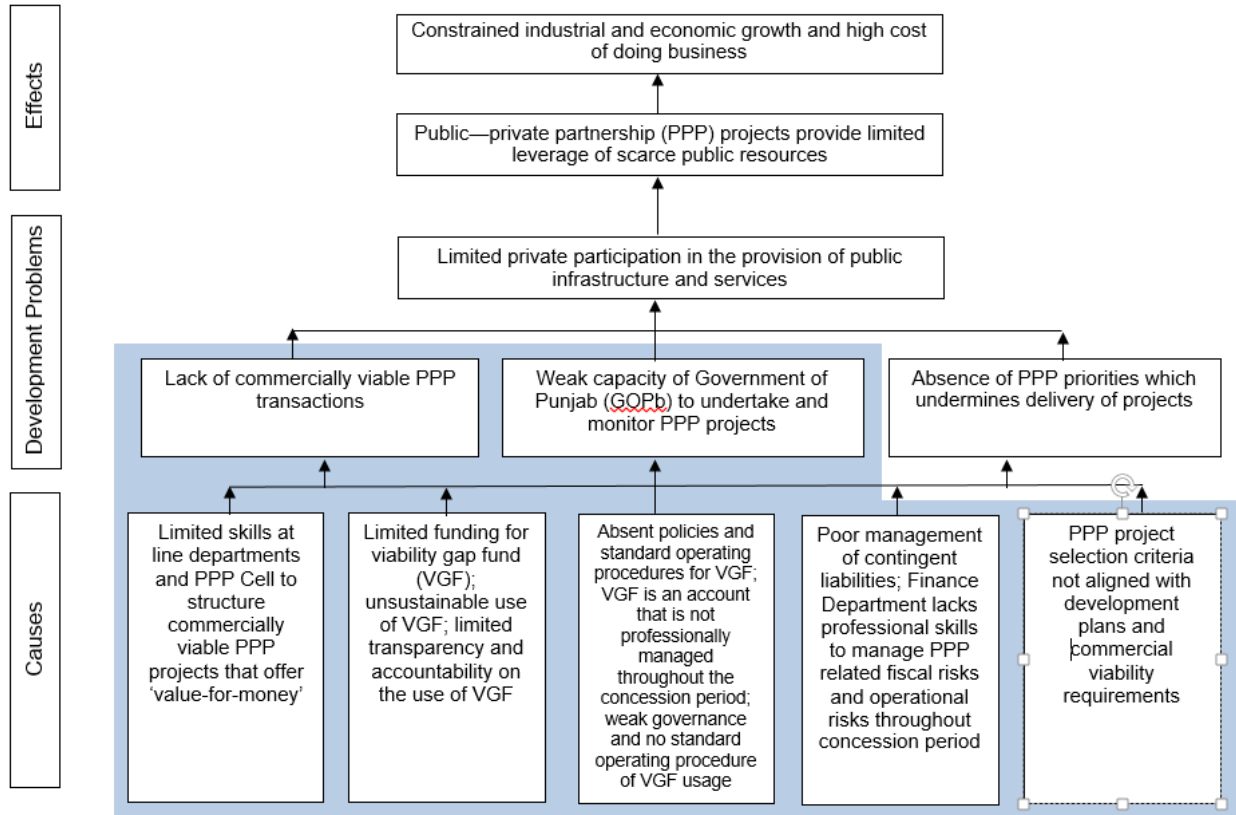 Effects
Constrained industrial and economic growth and high cost
of doing business
Public—private partnership (PPP) projects provide limited
leverage of scarce public resources
Development Problems
Limited private participation in the provision of public
infrastructure and services
Lack of commercially viable PPP
transactions
Weak capacity of Government of
Punjab (GOPb) to undertake and
monitor PPP projects
Absence of PPP priorities which
undermines delivery of projects
Causes
Limited skills at
line departments
and PPP Cell to
structure
commercially
viable PPP
projects that offer
‘value-for-money’
Limited funding for
viability gap fund
(VGF);
unsustainable use
of VGF; limited
transparency and
accountability on
the use of VGF
Absent policies and
standard operating
procedures for VGF;
VGF is an account
that is not
professionally
managed
throughout the
concession period;
weak governance
and no standard
operating procedure
of VGF usage
Poor management
of contingent
liabilities; Finance
Department lacks
professional skills
to manage PPP
related fiscal risks
and operational
risks throughout
concession period
PPP project
selection criteria
not aligned with
development
plans and
commercial
viability
requirements